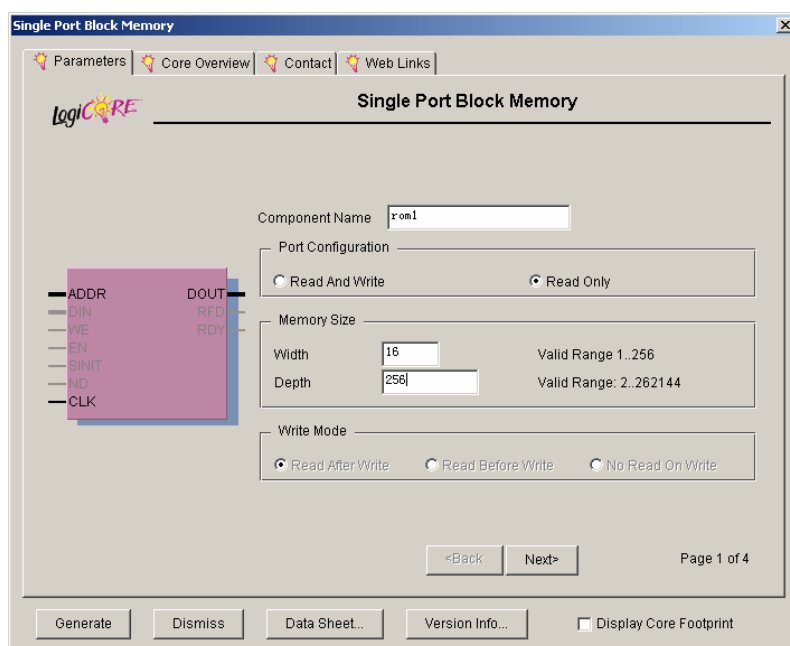 Single Port Block Memory
Parameters Core Overview Contact Web Links
LogiCORE
Single Port Block Memory
Component Name rom1
Port Configuration
Read And Write Read Only
ADDR DOUT
DIN RFD
WE RDY
EN
SINIT
ND
CLK
Memory Size
Width 16 Valid Range 1..256
Depth 256 Valid Range: 2..262144
Write Mode
Read After Write Read Before Write No Read On Write
<Back Next> Page 1 of 4
Generate Dismiss Data Sheet... Version Info... Display Core Footprint